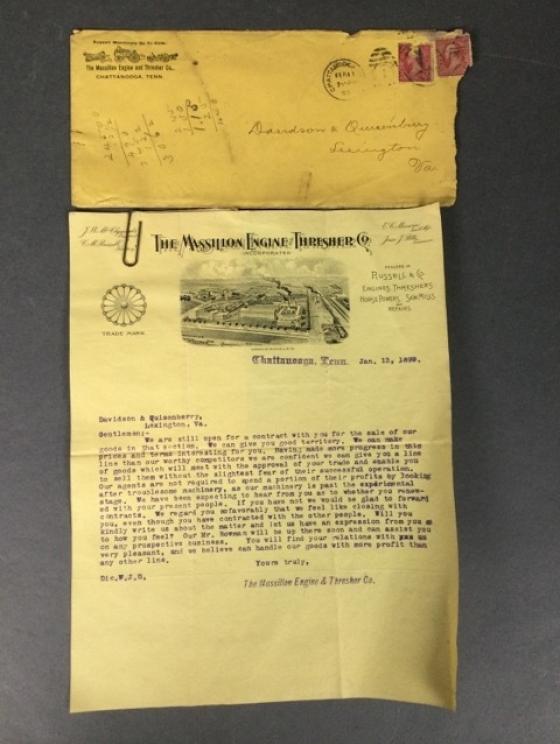 The Massillon Engine and Thresher Co.,
CHATTANOOGA, TENN.
CHATTANOOGA
Davidson & Quisenberry
Lexington
Va.
THE MASSILLON ENGINE & THRESHER CO.
INCORPORATED
TRADE MARK
DEALERS IN
RUSSELL & CO.
ENGINES, THRESHERS
HORSE POWERS, SAW MILLS
AND
REPAIRS.
Chattanooga, Tenn. Jan. 13, 1899.
Davidson & Quisenberry,
Lexington, Va.
Gentlemen;-
We are still open for a contract with you for the sale of our
goods in that section. We can give you good territory. We can make
prices and terms interesting for you. Having made more progress in this
line than our worthy competitors we are confident we can give you a line
of goods which will meet with the approval of your trade and enable you
to sell them without the slightest fear of their successful operation.
Our agents are not required to spend a portion of their profits by looking
after troublesome machinery, as our machinery is past the experimental
stage. We have been expecting to hear from you as to whether you renew-
ed with your present people. if you have not we would be glad to forward
contracts. We regard you so favorably that we feel like closing with
you, even though you have contracted with the other people. Will you
kindly write us about the matter and let us have an expression from you as
to how you feel? Our Mr. Bowman will be up there soon and can assist you
on any prospective business. You will find your relations with us
very pleasant, and we believe can handle our goods with more profit than
any other line.
Yours truly,
Dic.W.J.O. The Massillon Engine & Thresher Co.